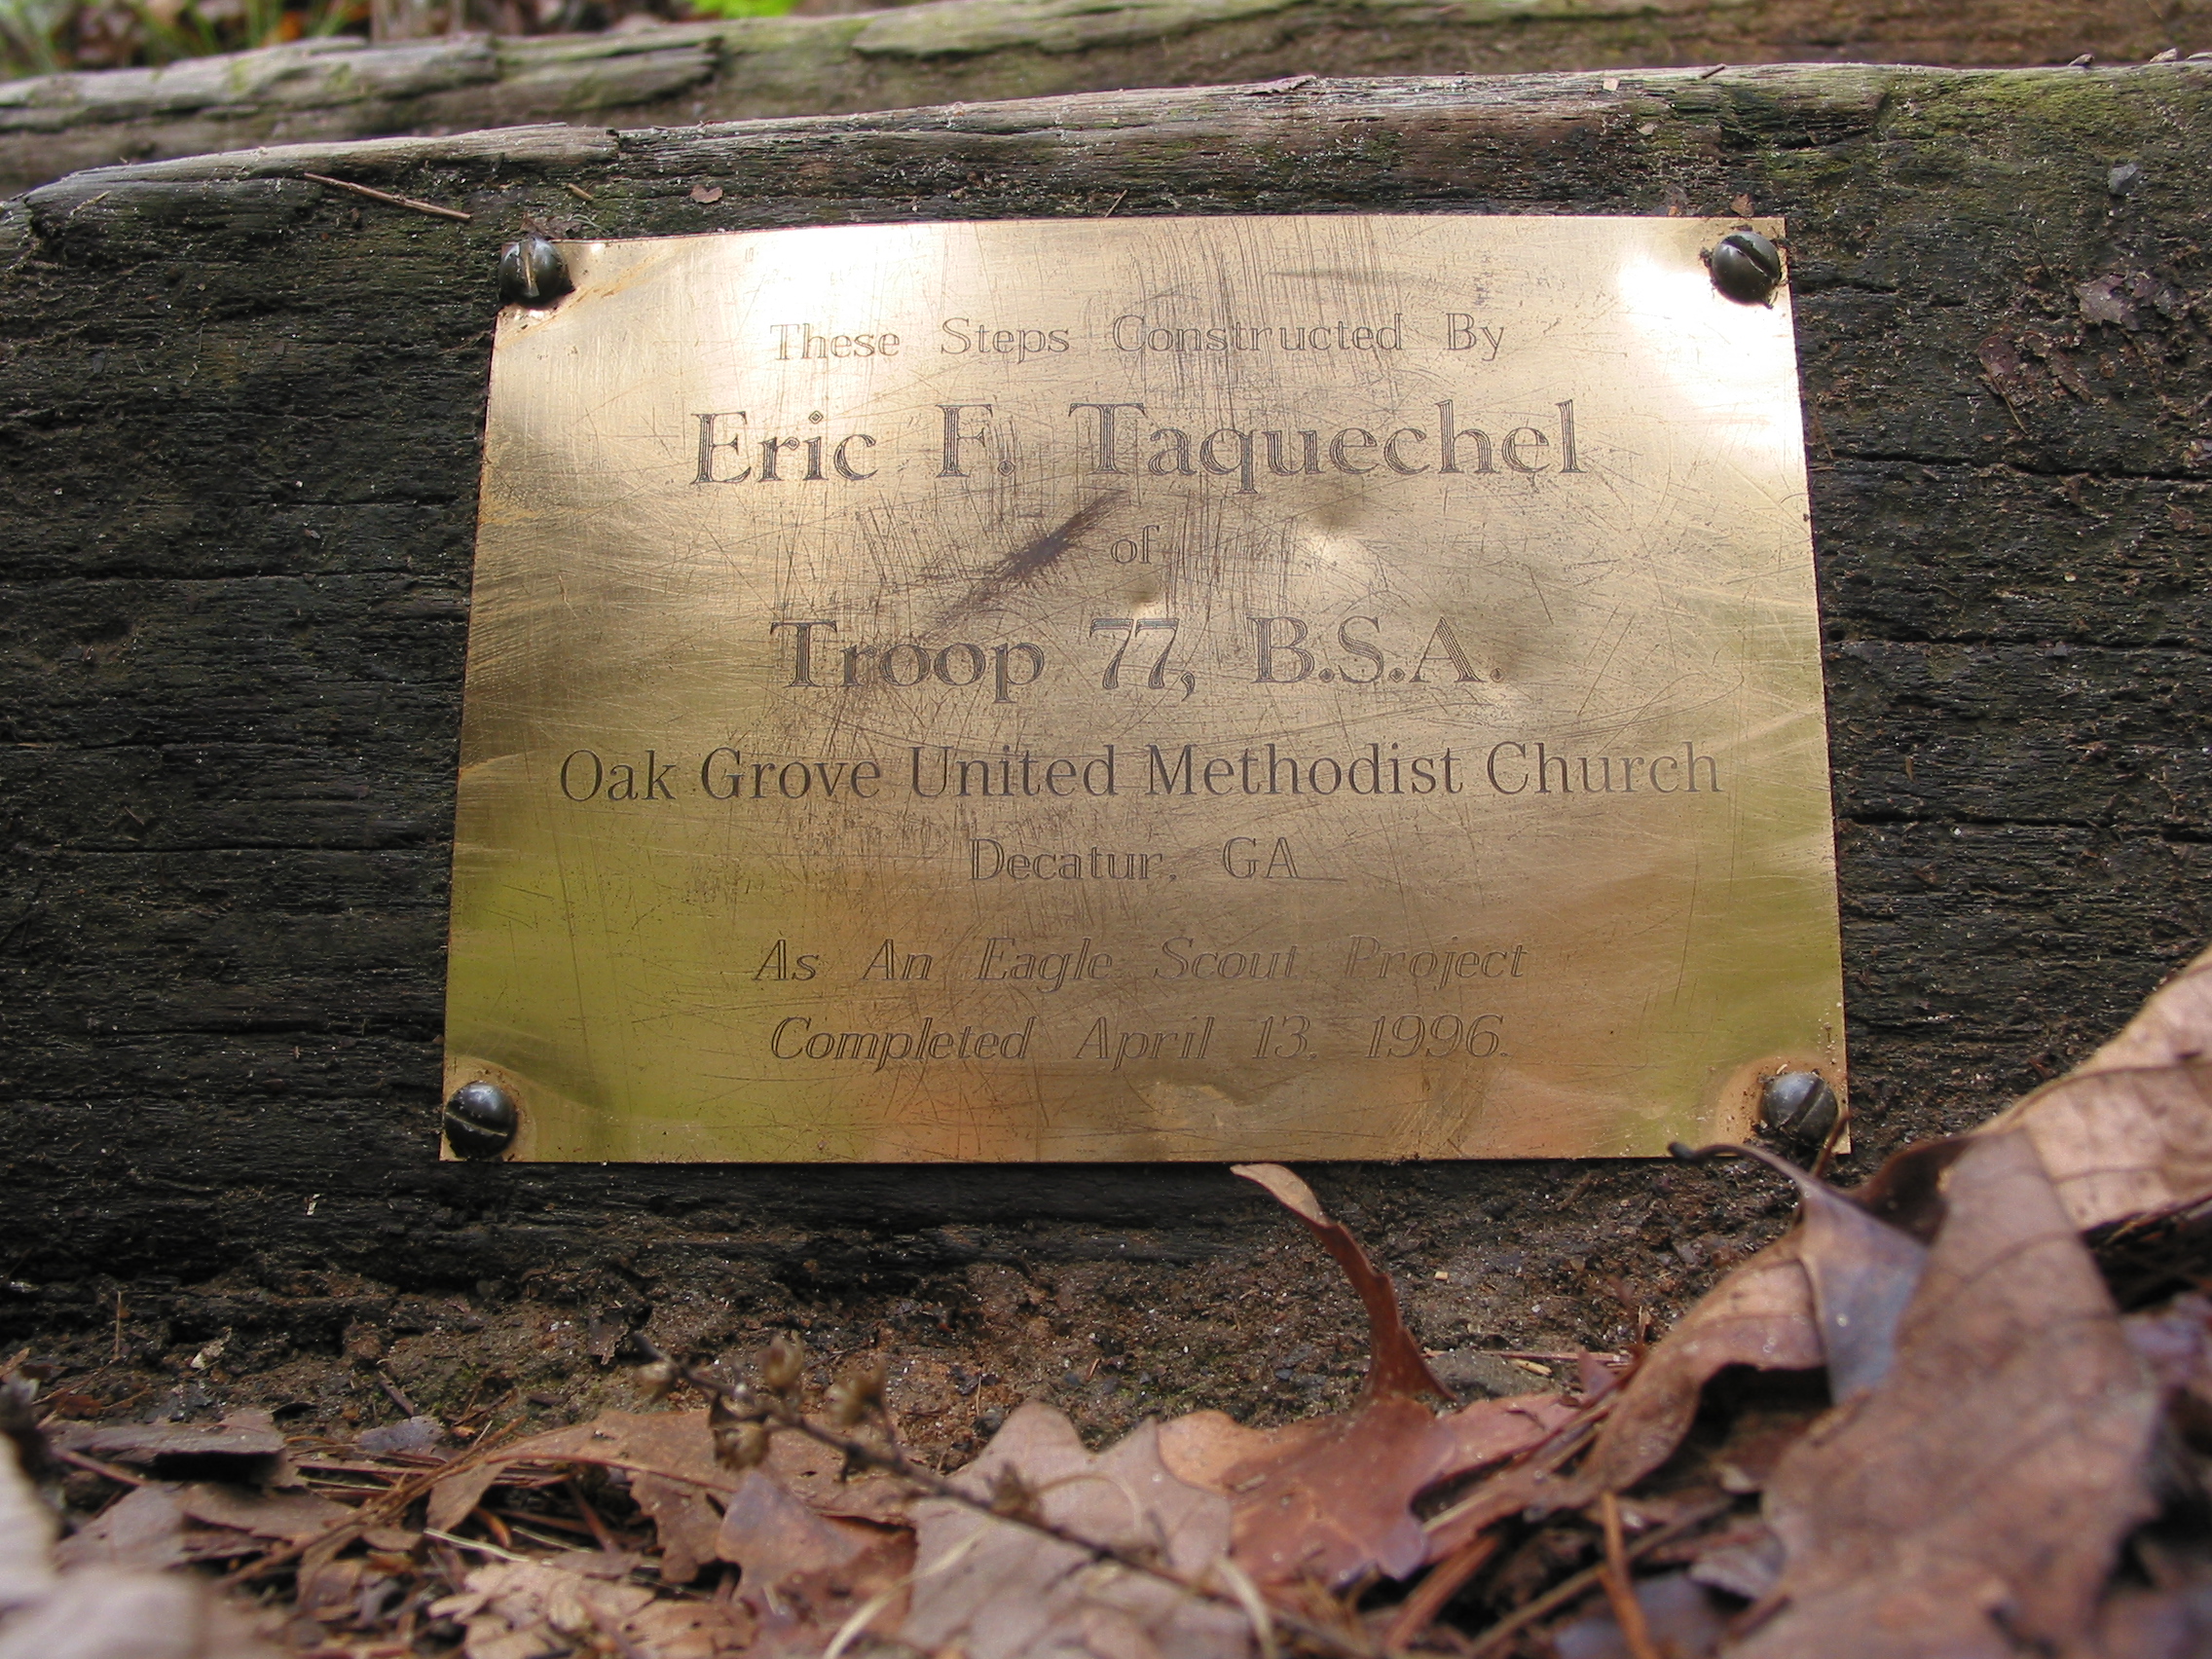 These Steps Constructed By
Eric F. Taquechel
of
Troop 77, B.S.A.
Oak Grove United Methodist Church
Decatur, GA
As An Eagle Scout Project
Completed April 13, 1996.